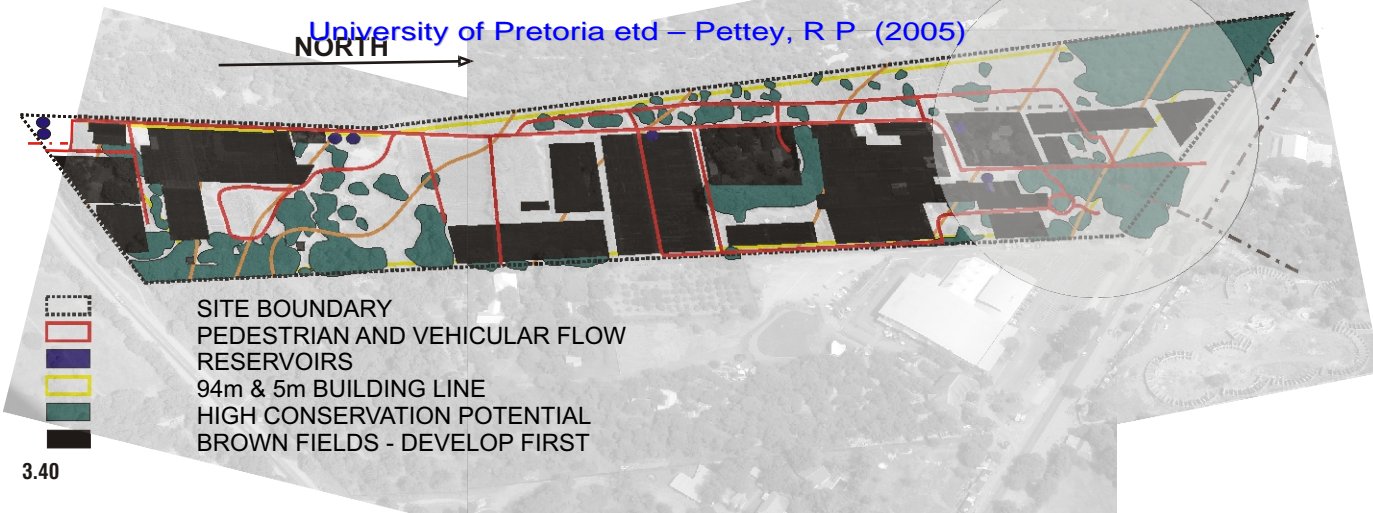 University of Pretoria etd – Pettey, R P (2005)
NORTH
SITE BOUNDARY
PEDESTRIAN AND VEHICULAR FLOW
RESERVOIRS
94m & 5m BUILDING LINE
HIGH CONSERVATION POTENTIAL
BROWN FIELDS - DEVELOP FIRST
3.40